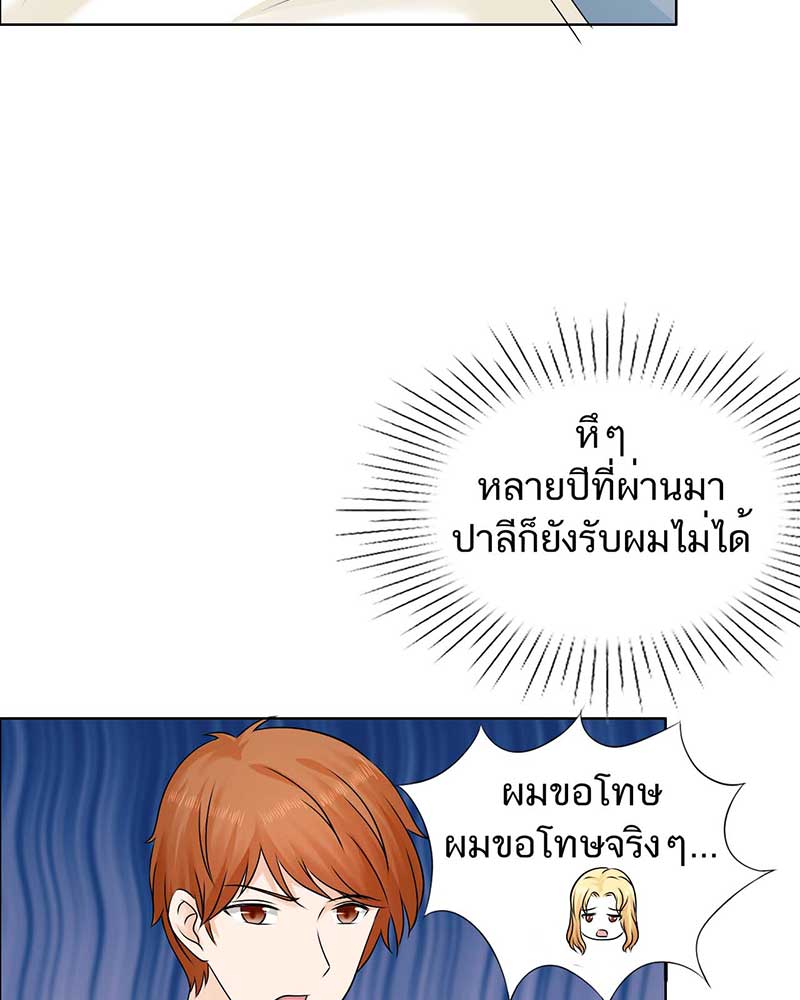 หึๆ
หลายปีที่ผ่านมา
ปาลีก็ยังรับผมไม่ได้
ผมขอโทษ
ผมขอโทษจริงๆ...